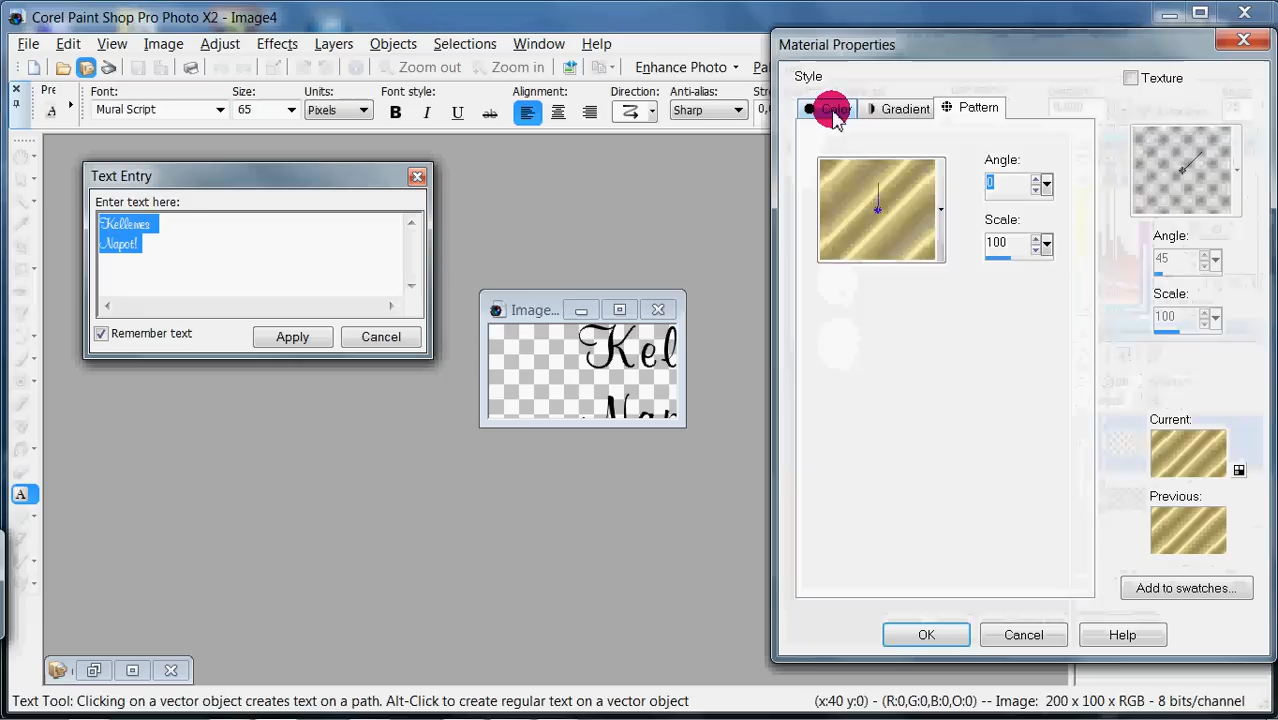 Corel Paint Shop Pro Photo X2 - Image4
File Edit View Image Adjust Effects Layers Objects Selections Window Help
Zoom out Zoom in Enhance Photo
Font: Size: Units: Font style: Anti-alias:
Mural Script 65 Pixels B I U ab Sharp
Text Entry
Enter text here:
Kellemes
Napot!
Remember text Apply Cancel
Image...
Kel
Nap
Material Properties
Style Texture
Color Gradient Pattern
Angle:
0
Scale:
100
Angle:
45
Scale:
100
Current:
Previous:
Add to swatches...
OK Cancel Help
A
Text Tool: Clicking on a vector object creates text on a path. Alt-Click to create regular text on a vector object (x:40 y:0) - (R:0,G:0,B:0,O:0) -- Image: 200 x 100 x RGB - 8 bits/channel